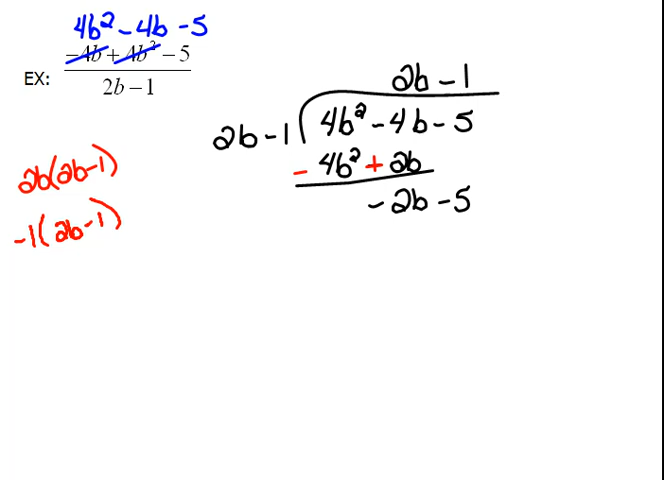 4b² - 4b - 5
EX: -4b + 4b² - 5
2b - 1
2b - 1
2b - 1 4b² - 4b - 5
2b(2b-1)
- 4b² + 2b
-1(2b-1)
- 2b - 5